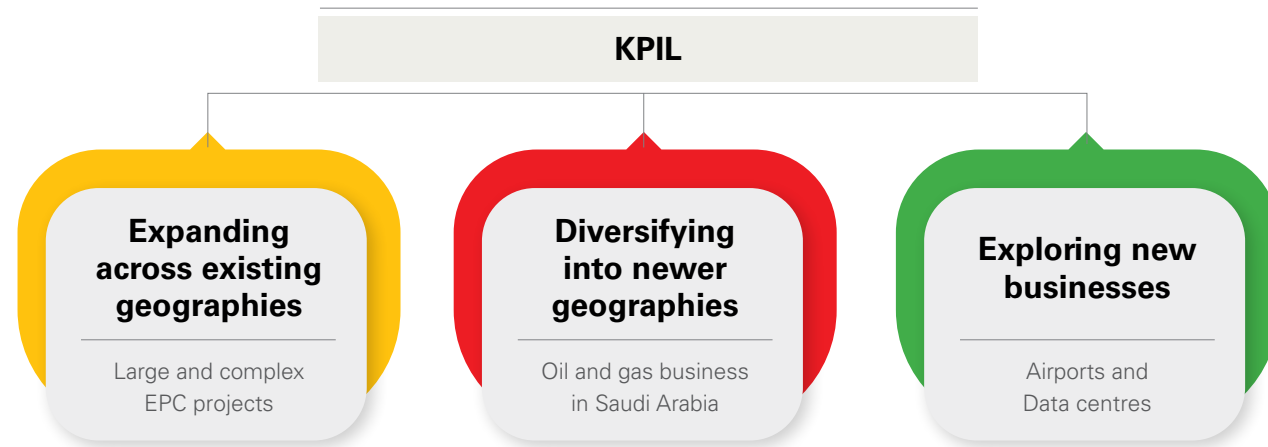 KPIL
Expanding
across existing
geographies
Large and complex
EPC projects
Diversifying
into newer
geographies
Oil and gas business
in Saudi Arabia
Exploring new
businesses
Airports and
Data centres